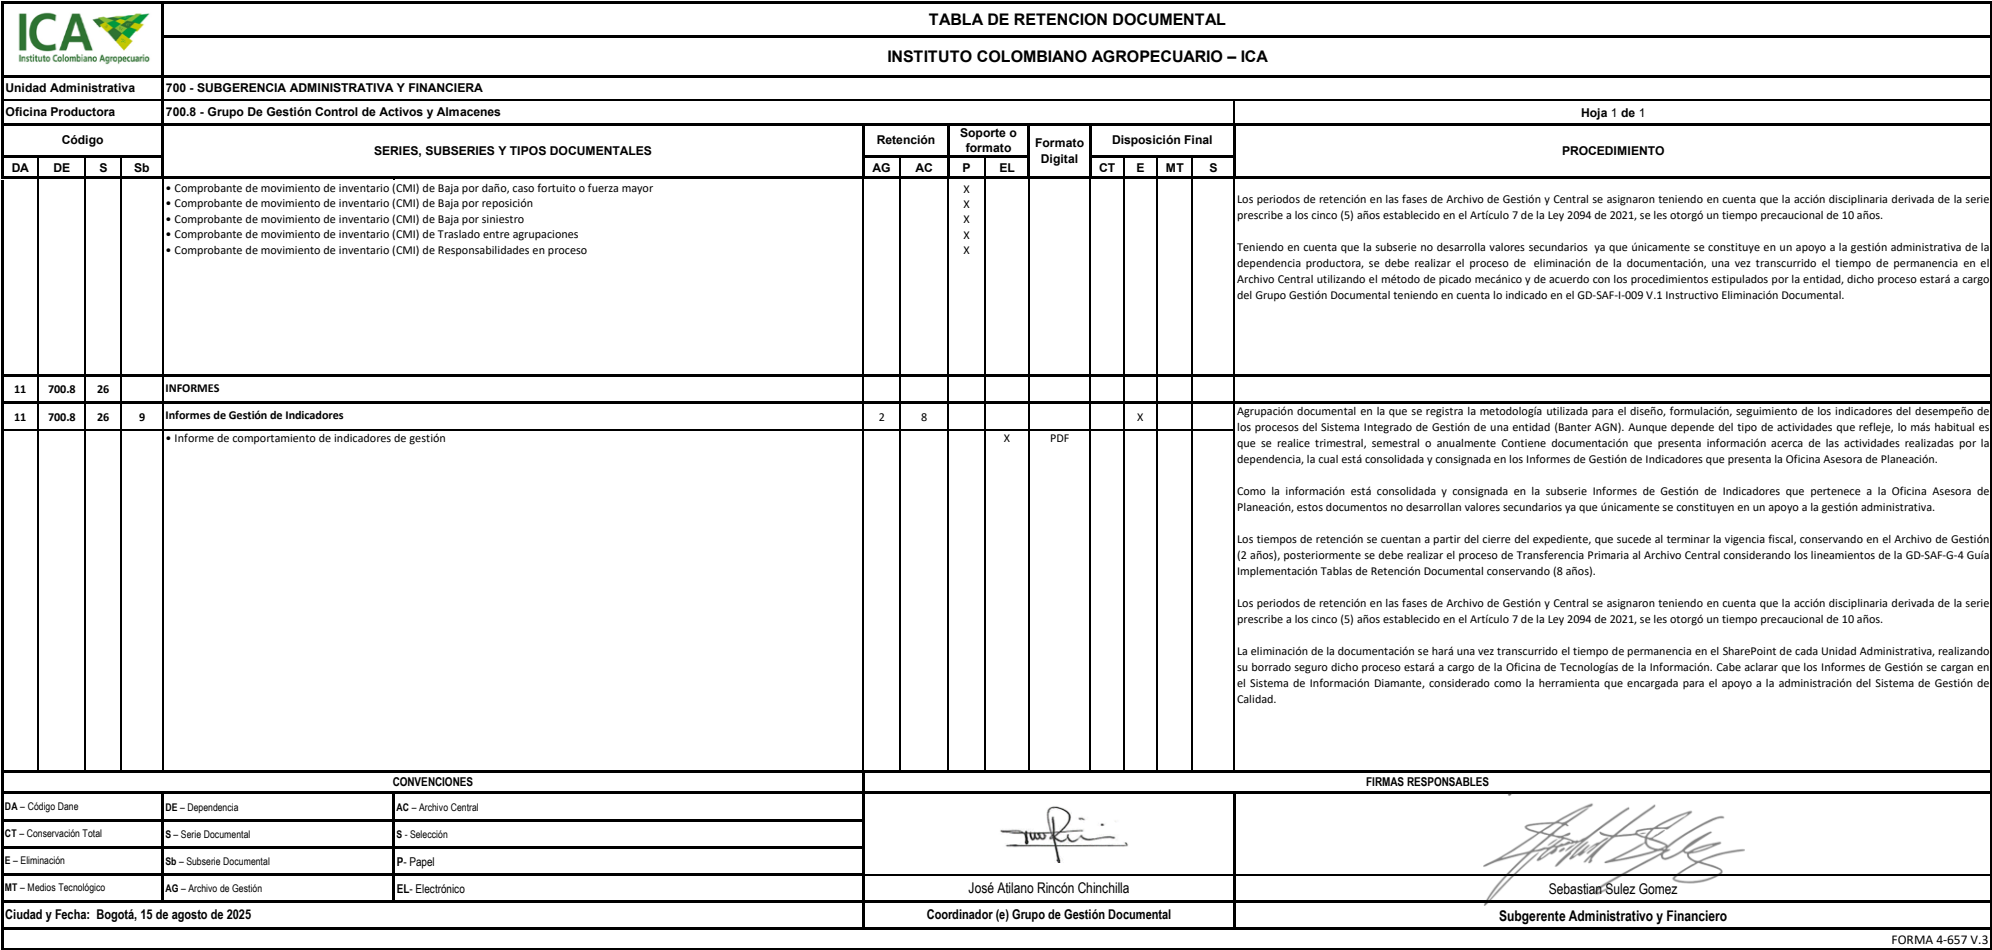 ICA
Instituto Colombiano Agropecuario
TABLA DE RETENCION DOCUMENTAL
INSTITUTO COLOMBIANO AGROPECUARIO – ICA
Unidad Administrativa 700 - SUBGERENCIA ADMINISTRATIVA Y FINANCIERA
Oficina Productora 700.8 - Grupo De Gestión Control de Activos y Almacenes Hoja 1 de 1
Código SERIES, SUBSERIES Y TIPOS DOCUMENTALES Retención Soporte o formato Formato Digital Disposición Final PROCEDIMIENTO
DA DE S Sb AG AC P EL CT E MT S
• Comprobante de movimiento de inventario (CMI) de Baja por daño, caso fortuito o fuerza mayor X
• Comprobante de movimiento de inventario (CMI) de Baja por reposición X
• Comprobante de movimiento de inventario (CMI) de Baja por siniestro X
• Comprobante de movimiento de inventario (CMI) de Traslado entre agrupaciones X
• Comprobante de movimiento de inventario (CMI) de Responsabilidades en proceso X
Los periodos de retención en las fases de Archivo de Gestión y Central se asignaron teniendo en cuenta que la acción disciplinaria derivada de la serie
prescribe a los cinco (5) años establecido en el Artículo 7 de la Ley 2094 de 2021, se les otorgó un tiempo precaucional de 10 años.
Teniendo en cuenta que la subserie no desarrolla valores secundarios ya que únicamente se constituye en un apoyo a la gestión administrativa de la
dependencia productora, se debe realizar el proceso de eliminación de la documentación, una vez transcurrido el tiempo de permanencia en el
Archivo Central utilizando el método de picado mecánico y de acuerdo con los procedimientos estipulados por la entidad, dicho proceso estará a cargo
del Grupo Gestión Documental teniendo en cuenta lo indicado en el GD-SAF-I-009 V.1 Instructivo Eliminación Documental.
11 700.8 26 INFORMES
11 700.8 26 9 Informes de Gestión de Indicadores 2 8 X
• Informe de comportamiento de indicadores de gestión X PDF
Agrupación documental en la que se registra la metodología utilizada para el diseño, formulación, seguimiento de los indicadores del desempeño de
los procesos del Sistema Integrado de Gestión de una entidad (Banter AGN). Aunque depende del tipo de actividades que refleje, lo más habitual es
que se realice trimestral, semestral o anualmente Contiene documentación que presenta información acerca de las actividades realizadas por la
dependencia, la cual está consolidada y consignada en los Informes de Gestión de Indicadores que presenta la Oficina Asesora de Planeación.
Como la información está consolidada y consignada en la subserie Informes de Gestión de Indicadores que pertenece a la Oficina Asesora de
Planeación, estos documentos no desarrollan valores secundarios ya que únicamente se constituyen en un apoyo a la gestión administrativa.
Los tiempos de retención se cuentan a partir del cierre del expediente, que sucede al terminar la vigencia fiscal, conservando en el Archivo de Gestión
(2 años), posteriormente se debe realizar el proceso de Transferencia Primaria al Archivo Central considerando los lineamientos de la GD-SAF-G-4 Guía
Implementación Tablas de Retención Documental conservando (8 años).
Los periodos de retención en las fases de Archivo de Gestión y Central se asignaron teniendo en cuenta que la acción disciplinaria derivada de la serie
prescribe a los cinco (5) años establecido en el Artículo 7 de la Ley 2094 de 2021, se les otorgó un tiempo precaucional de 10 años.
La eliminación de la documentación se hará una vez transcurrido el tiempo de permanencia en el SharePoint de cada Unidad Administrativa, realizando
su borrado seguro dicho proceso estará a cargo de la Oficina de Tecnologías de la Información. Cabe aclarar que los Informes de Gestión se cargan en
el Sistema de Información Diamante, considerado como la herramienta que encargada para el apoyo a la administración del Sistema de Gestión de
Calidad.
CONVENCIONES FIRMAS RESPONSABLES
DA – Código Dane DE – Dependencia AC – Archivo Central
CT – Conservación Total S – Serie Documental S - Selección
E – Eliminación Sb – Subserie Documental P- Papel
MT – Medios Tecnológico AG – Archivo de Gestión EL- Electrónico
José Atilano Rincón Chinchilla Sebastian Sulez Gomez
Ciudad y Fecha: Bogotá, 15 de agosto de 2025 Coordinador (e) Grupo de Gestión Documental Subgerente Administrativo y Financiero
FORMA 4-657 V.3